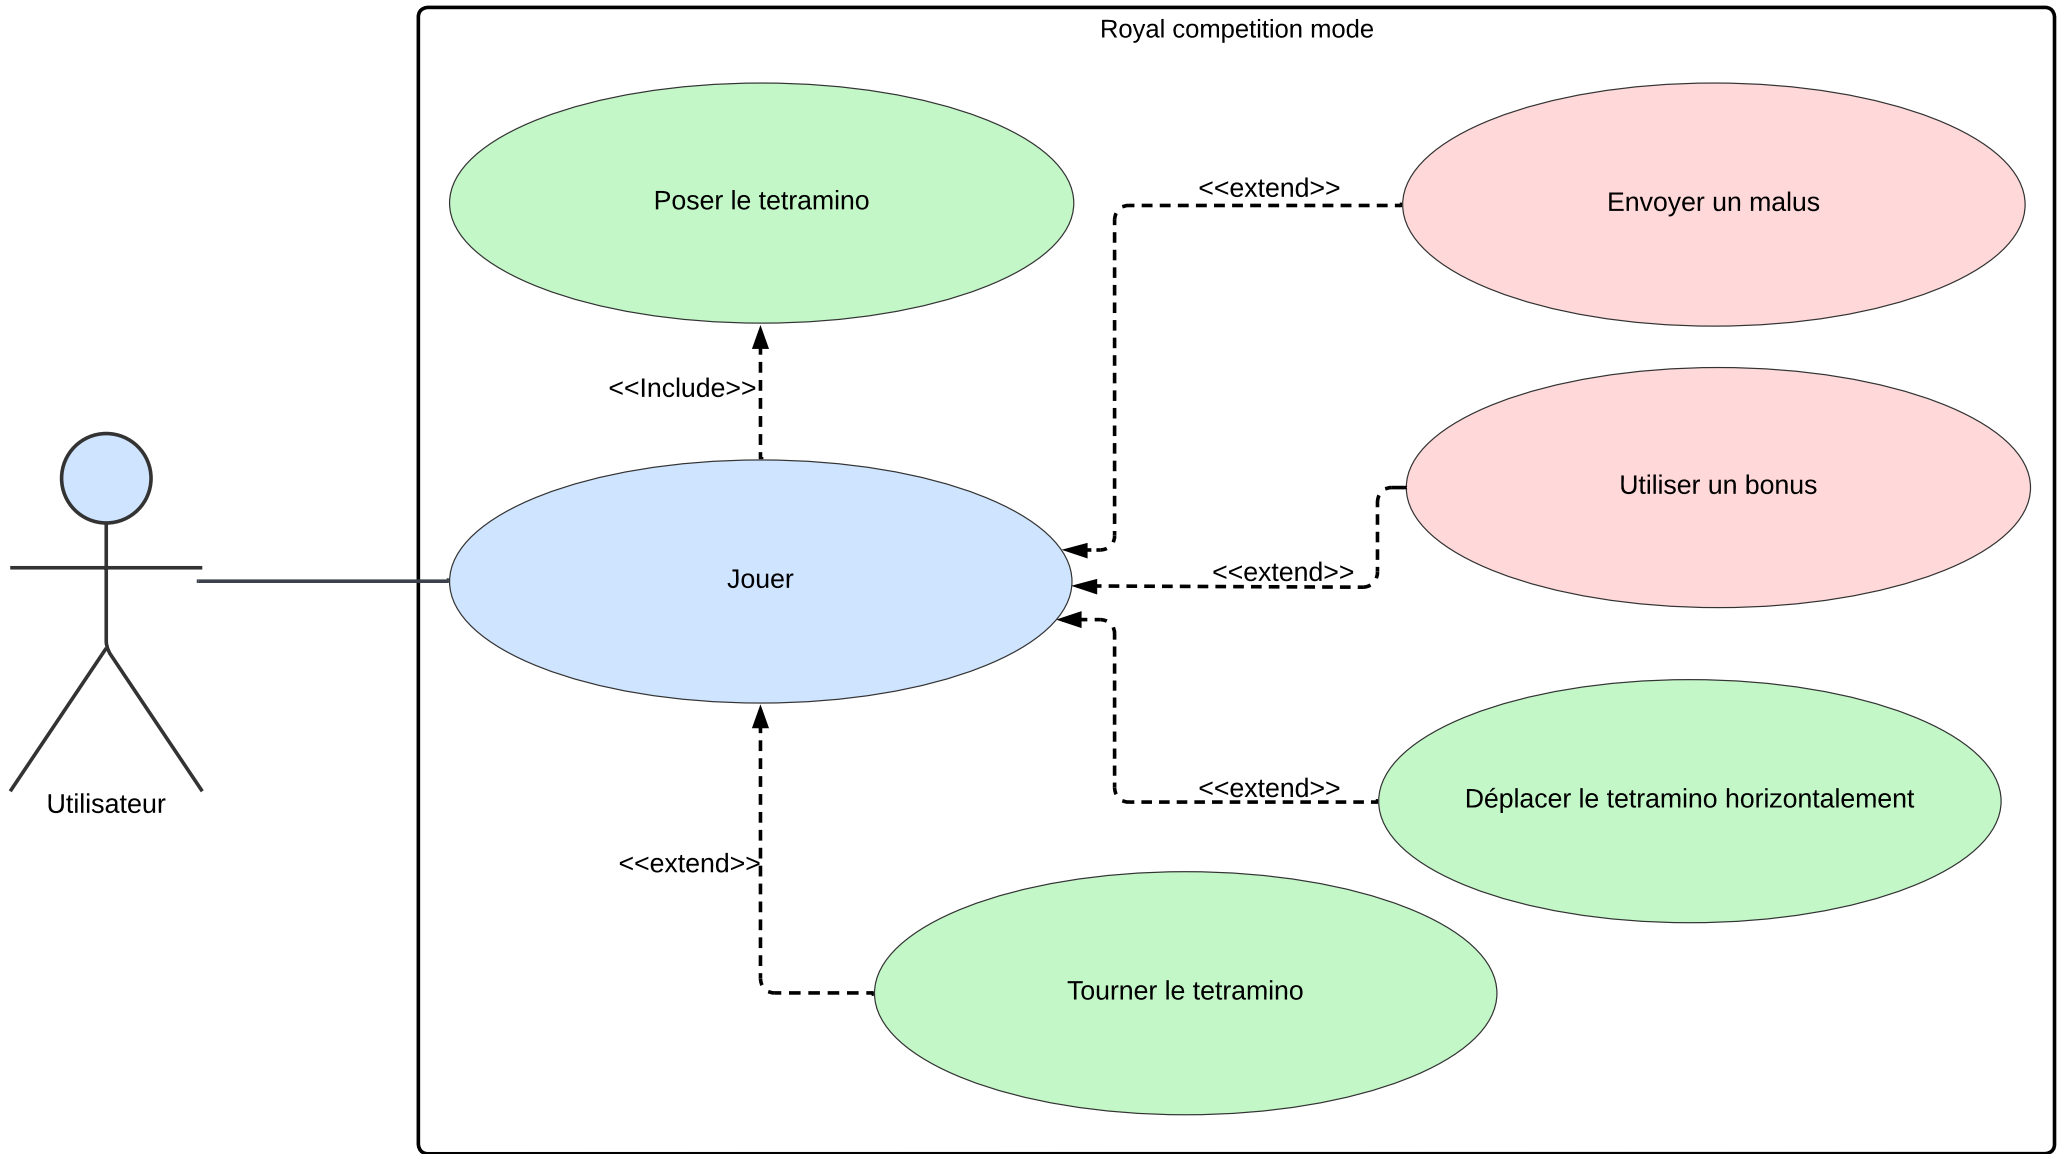 Royal competition mode
Poser le tetramino
<<extend>>
Envoyer un malus
<<Include>>
Utiliser un bonus
Jouer
<<extend>>
<<extend>>
Déplacer le tetramino horizontalement
Utilisateur
<<extend>>
Tourner le tetramino